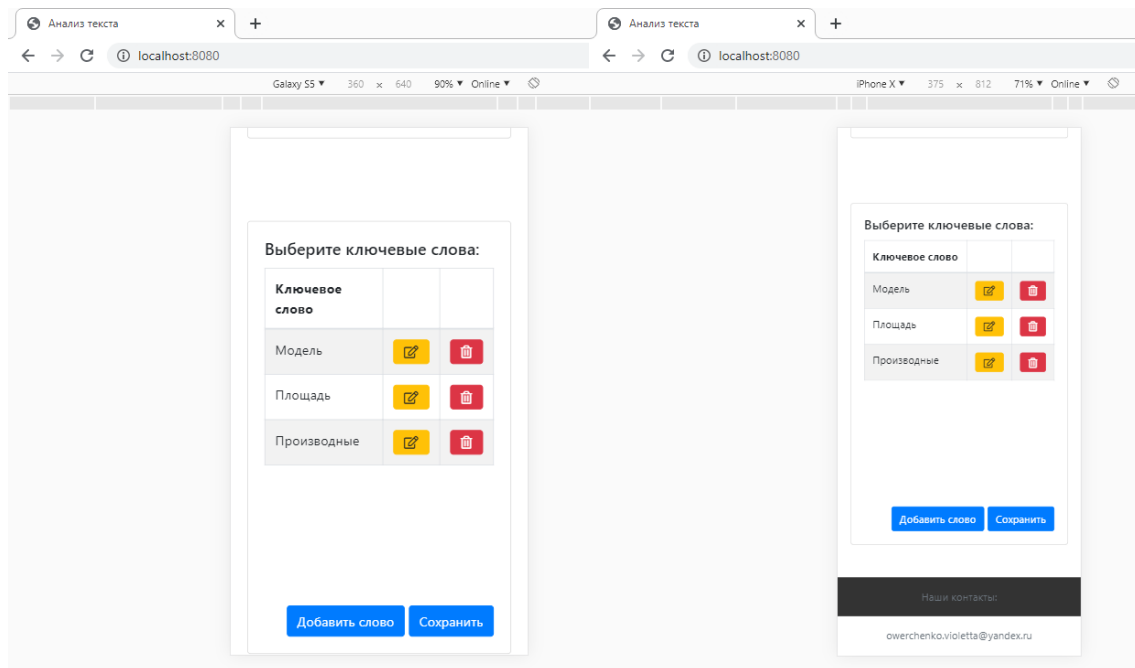 Анализ текста
localhost:8080
Galaxy S5 ▼ 360 × 640 90% ▼ Online ▼
Выберите ключевые слова:
Ключевое
слово
Модель
Площадь
Производные
Добавить слово Сохранить
Анализ текста
localhost:8080
iPhone X ▼ 375 × 812 71% ▼ Online ▼
Выберите ключевые слова:
Ключевое слово
Модель
Площадь
Производные
Добавить слово Сохранить
Наши контакты:
owerchenko.violetta@yandex.ru